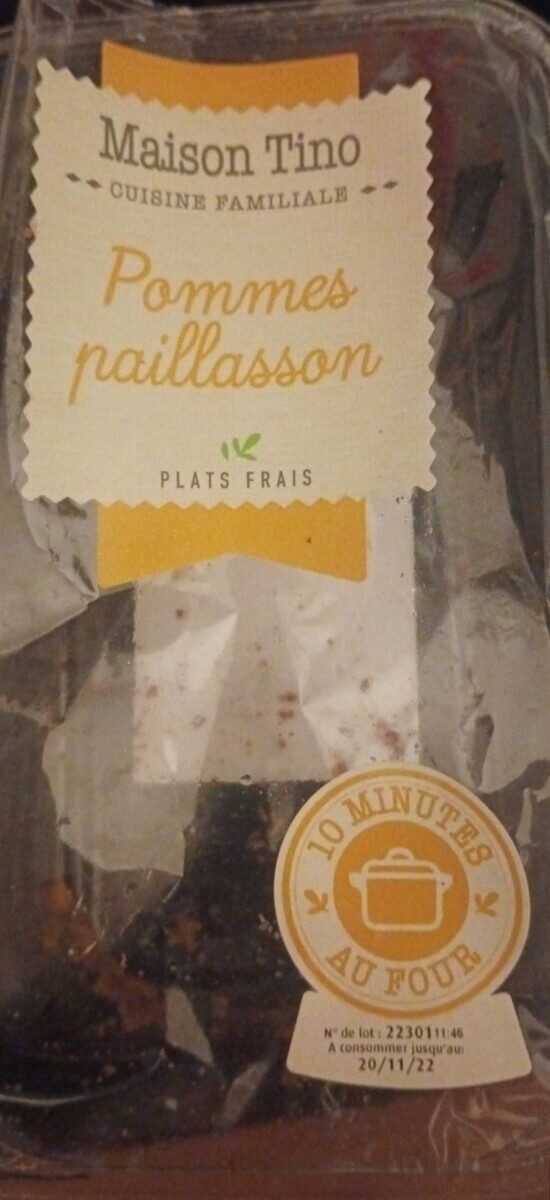 Maison Tino
CUISINE FAMILIALE
Pommes
paillasson
PLATS FRAIS
10 MINUTES
AU FOUR
N° de lot : 22301 11:46
A consommer jusqu'au:
20/11/22